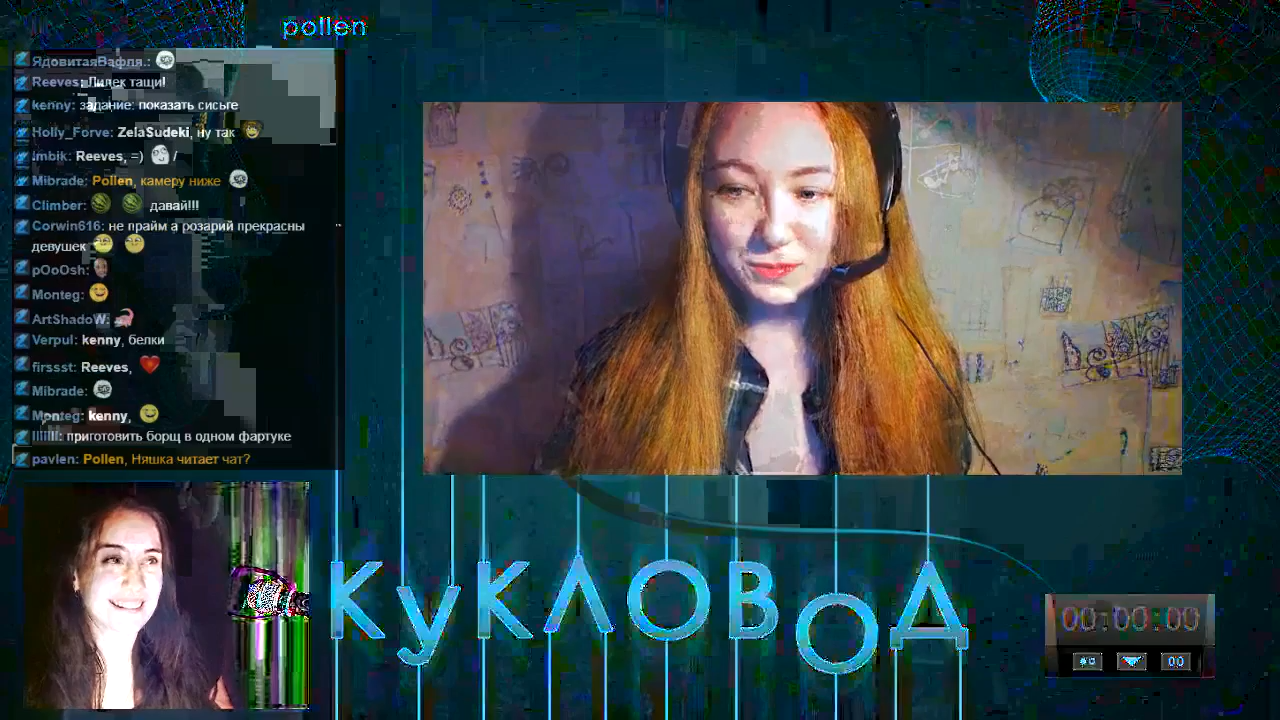 pollen
ЯдовитаяВафля.:
Reeves: Лилек тащи!
kenny: задание: показать сиське
Holly_Forve: ZelaSudeki, ну так
Imbik: Reeves, =) /
Mibrade: Pollen, камеру ниже
Climber: давай!!!
Corwin616: не прайм а розарий прекрасны
девушек
pOoOsh:
Monteg:
ArtShadoW:
Verpul: kenny, белки
firssst: Reeves,
Mibrade:
Monteg: kenny,
приготовить борщ в одном фартуке
pavlen: Pollen, Няшка читает чат?
КУКЛОВОД
00:00:00
00